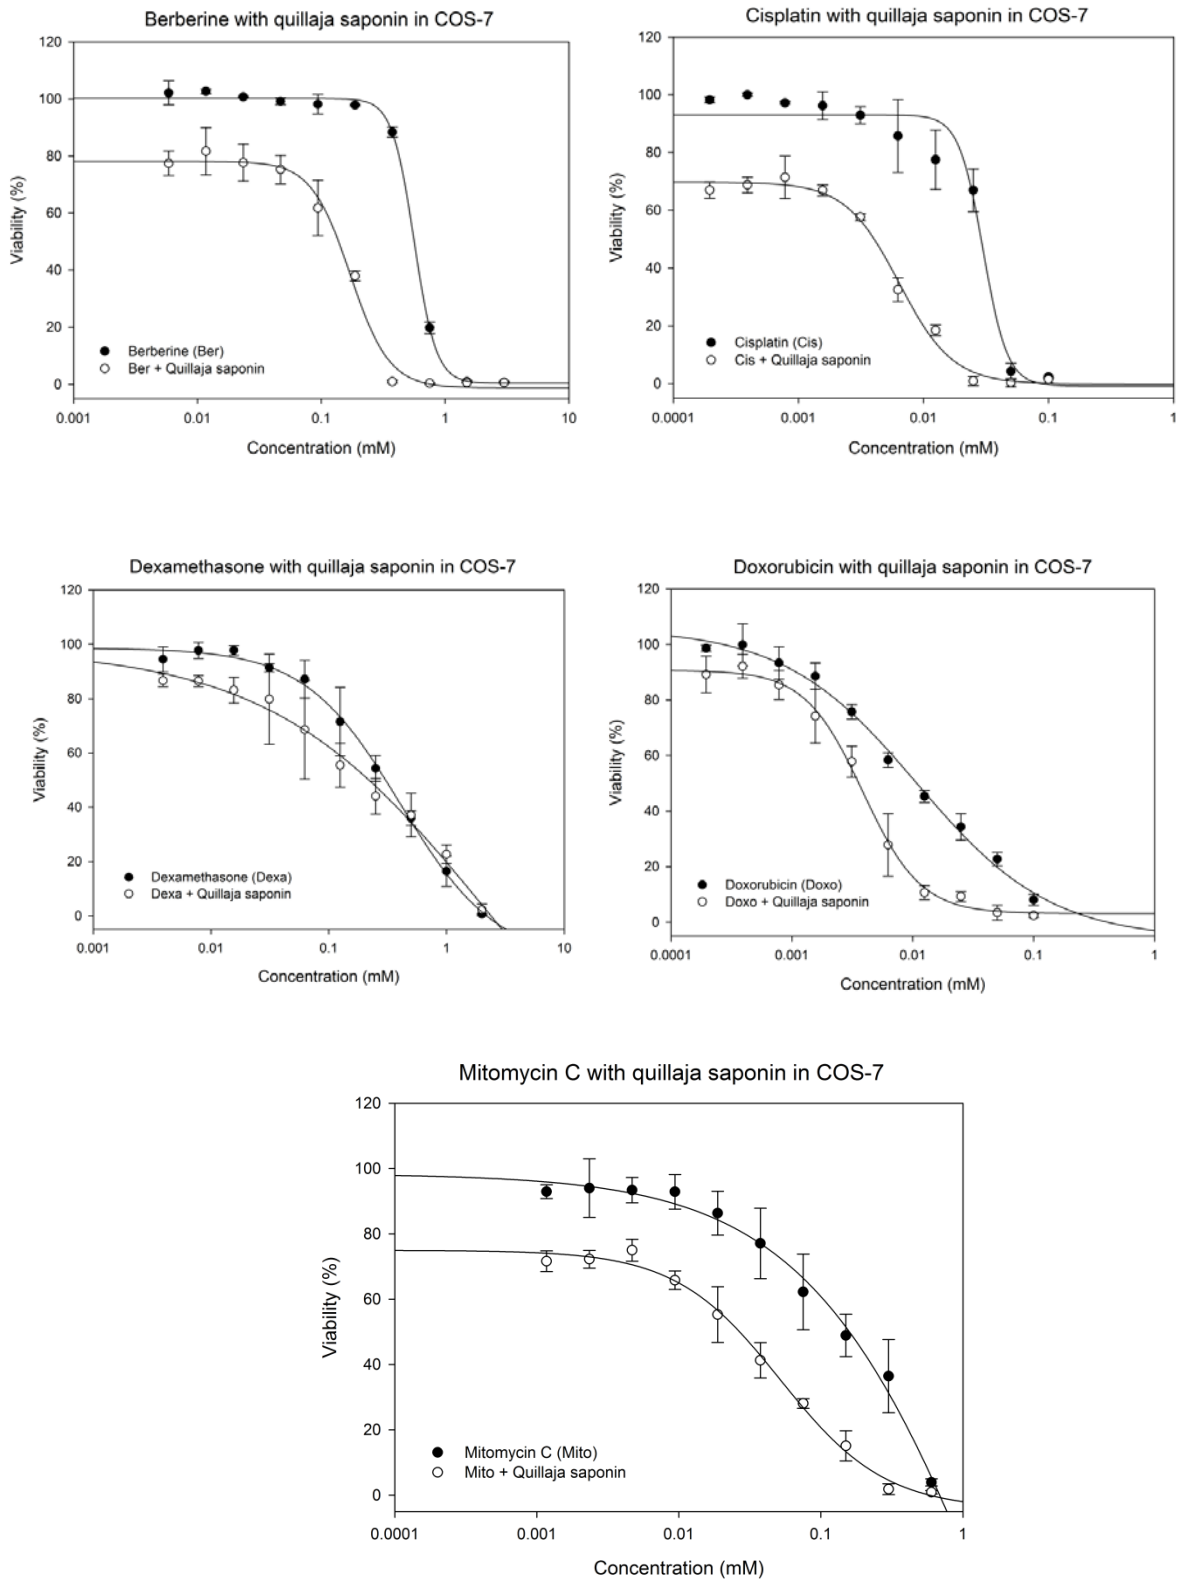 Berberine with quillaja saponin in COS-7
120
100
80
60
40
20
0
Viability (%)
Berberine (Ber)
Ber + Quillaja saponin
0.001 0.01 0.1 1 10
Concentration (mM)
Cisplatin with quillaja saponin in COS-7
120
100
80
60
40
20
0
Viability (%)
Cisplatin (Cis)
Cis + Quillaja saponin
0.0001 0.001 0.01 0.1 1
Concentration (mM)
Dexamethasone with quillaja saponin in COS-7
120
100
80
60
40
20
0
Viability (%)
Dexamethasone (Dexa)
Dexa + Quillaja saponin
0.001 0.01 0.1 1 10
Concentration (mM)
Doxorubicin with quillaja saponin in COS-7
120
100
80
60
40
20
0
Viability (%)
Doxorubicin (Doxo)
Doxo + Quillaja saponin
0.0001 0.001 0.01 0.1 1
Concentration (mM)
Mitomycin C with quillaja saponin in COS-7
120
100
80
60
40
20
0
Viability (%)
Mitomycin C (Mito)
Mito + Quillaja saponin
0.0001 0.001 0.01 0.1 1
Concentration (mM)